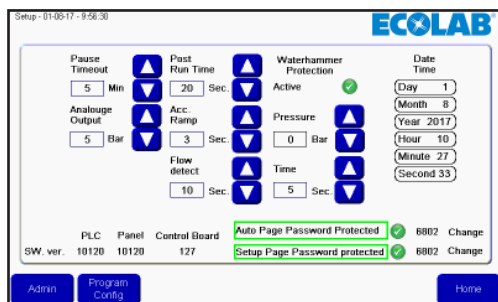 Setup - 01-08-17 - 9:56:30
ECOLAB
Pause Timeout
5 Min
Post Run Time
20 Sec.
Waterhammer Protection
Active
Date Time
Day 1
Month 8
Year 2017
Hour 10
Minute 27
Second 33
Analouge Output
5 Bar
Acc. Ramp
3 Sec.
Pressure
0 Bar
Flow detect
10 Sec.
Time
5 Sec.
PLC Panel Control Board
SW. ver. 10120 10120 127
Auto Page Password Protected 6802 Change
Setup Page Password protected 6802 Change
Admin
Program Config
Home